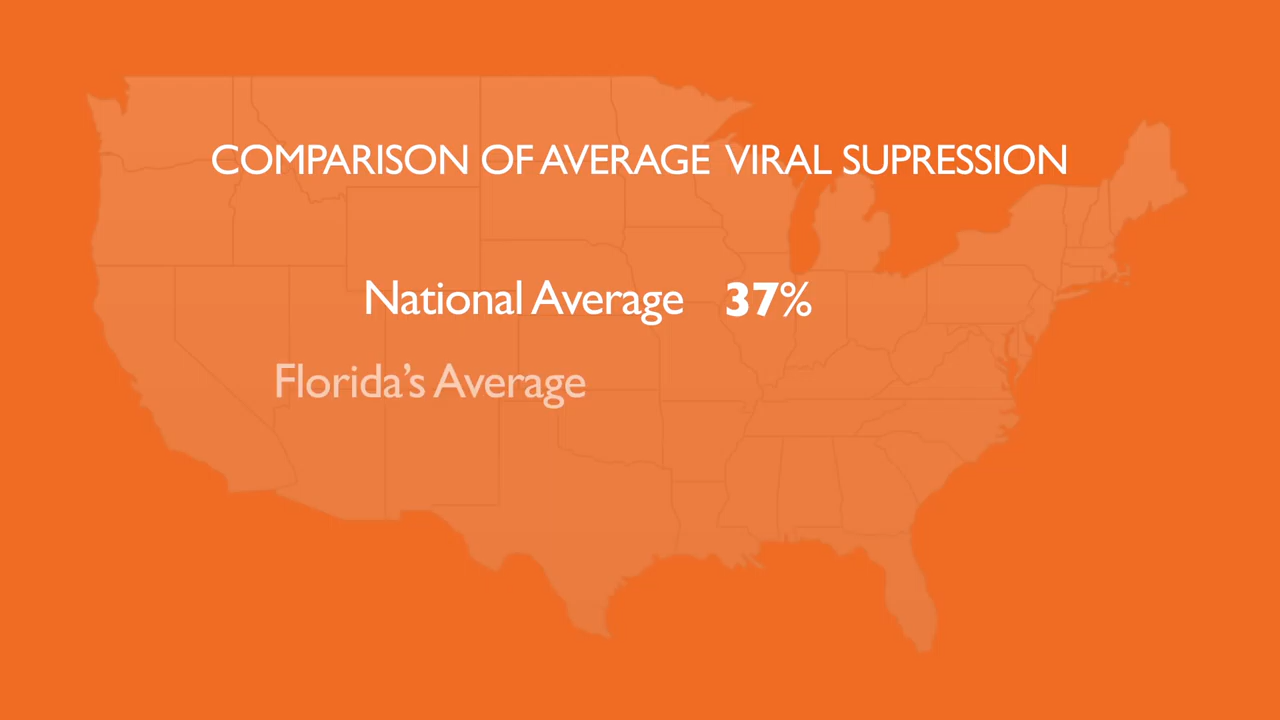 COMPARISON OF AVERAGE VIRAL SUPRESSION
National Average 37%
Florida's Average